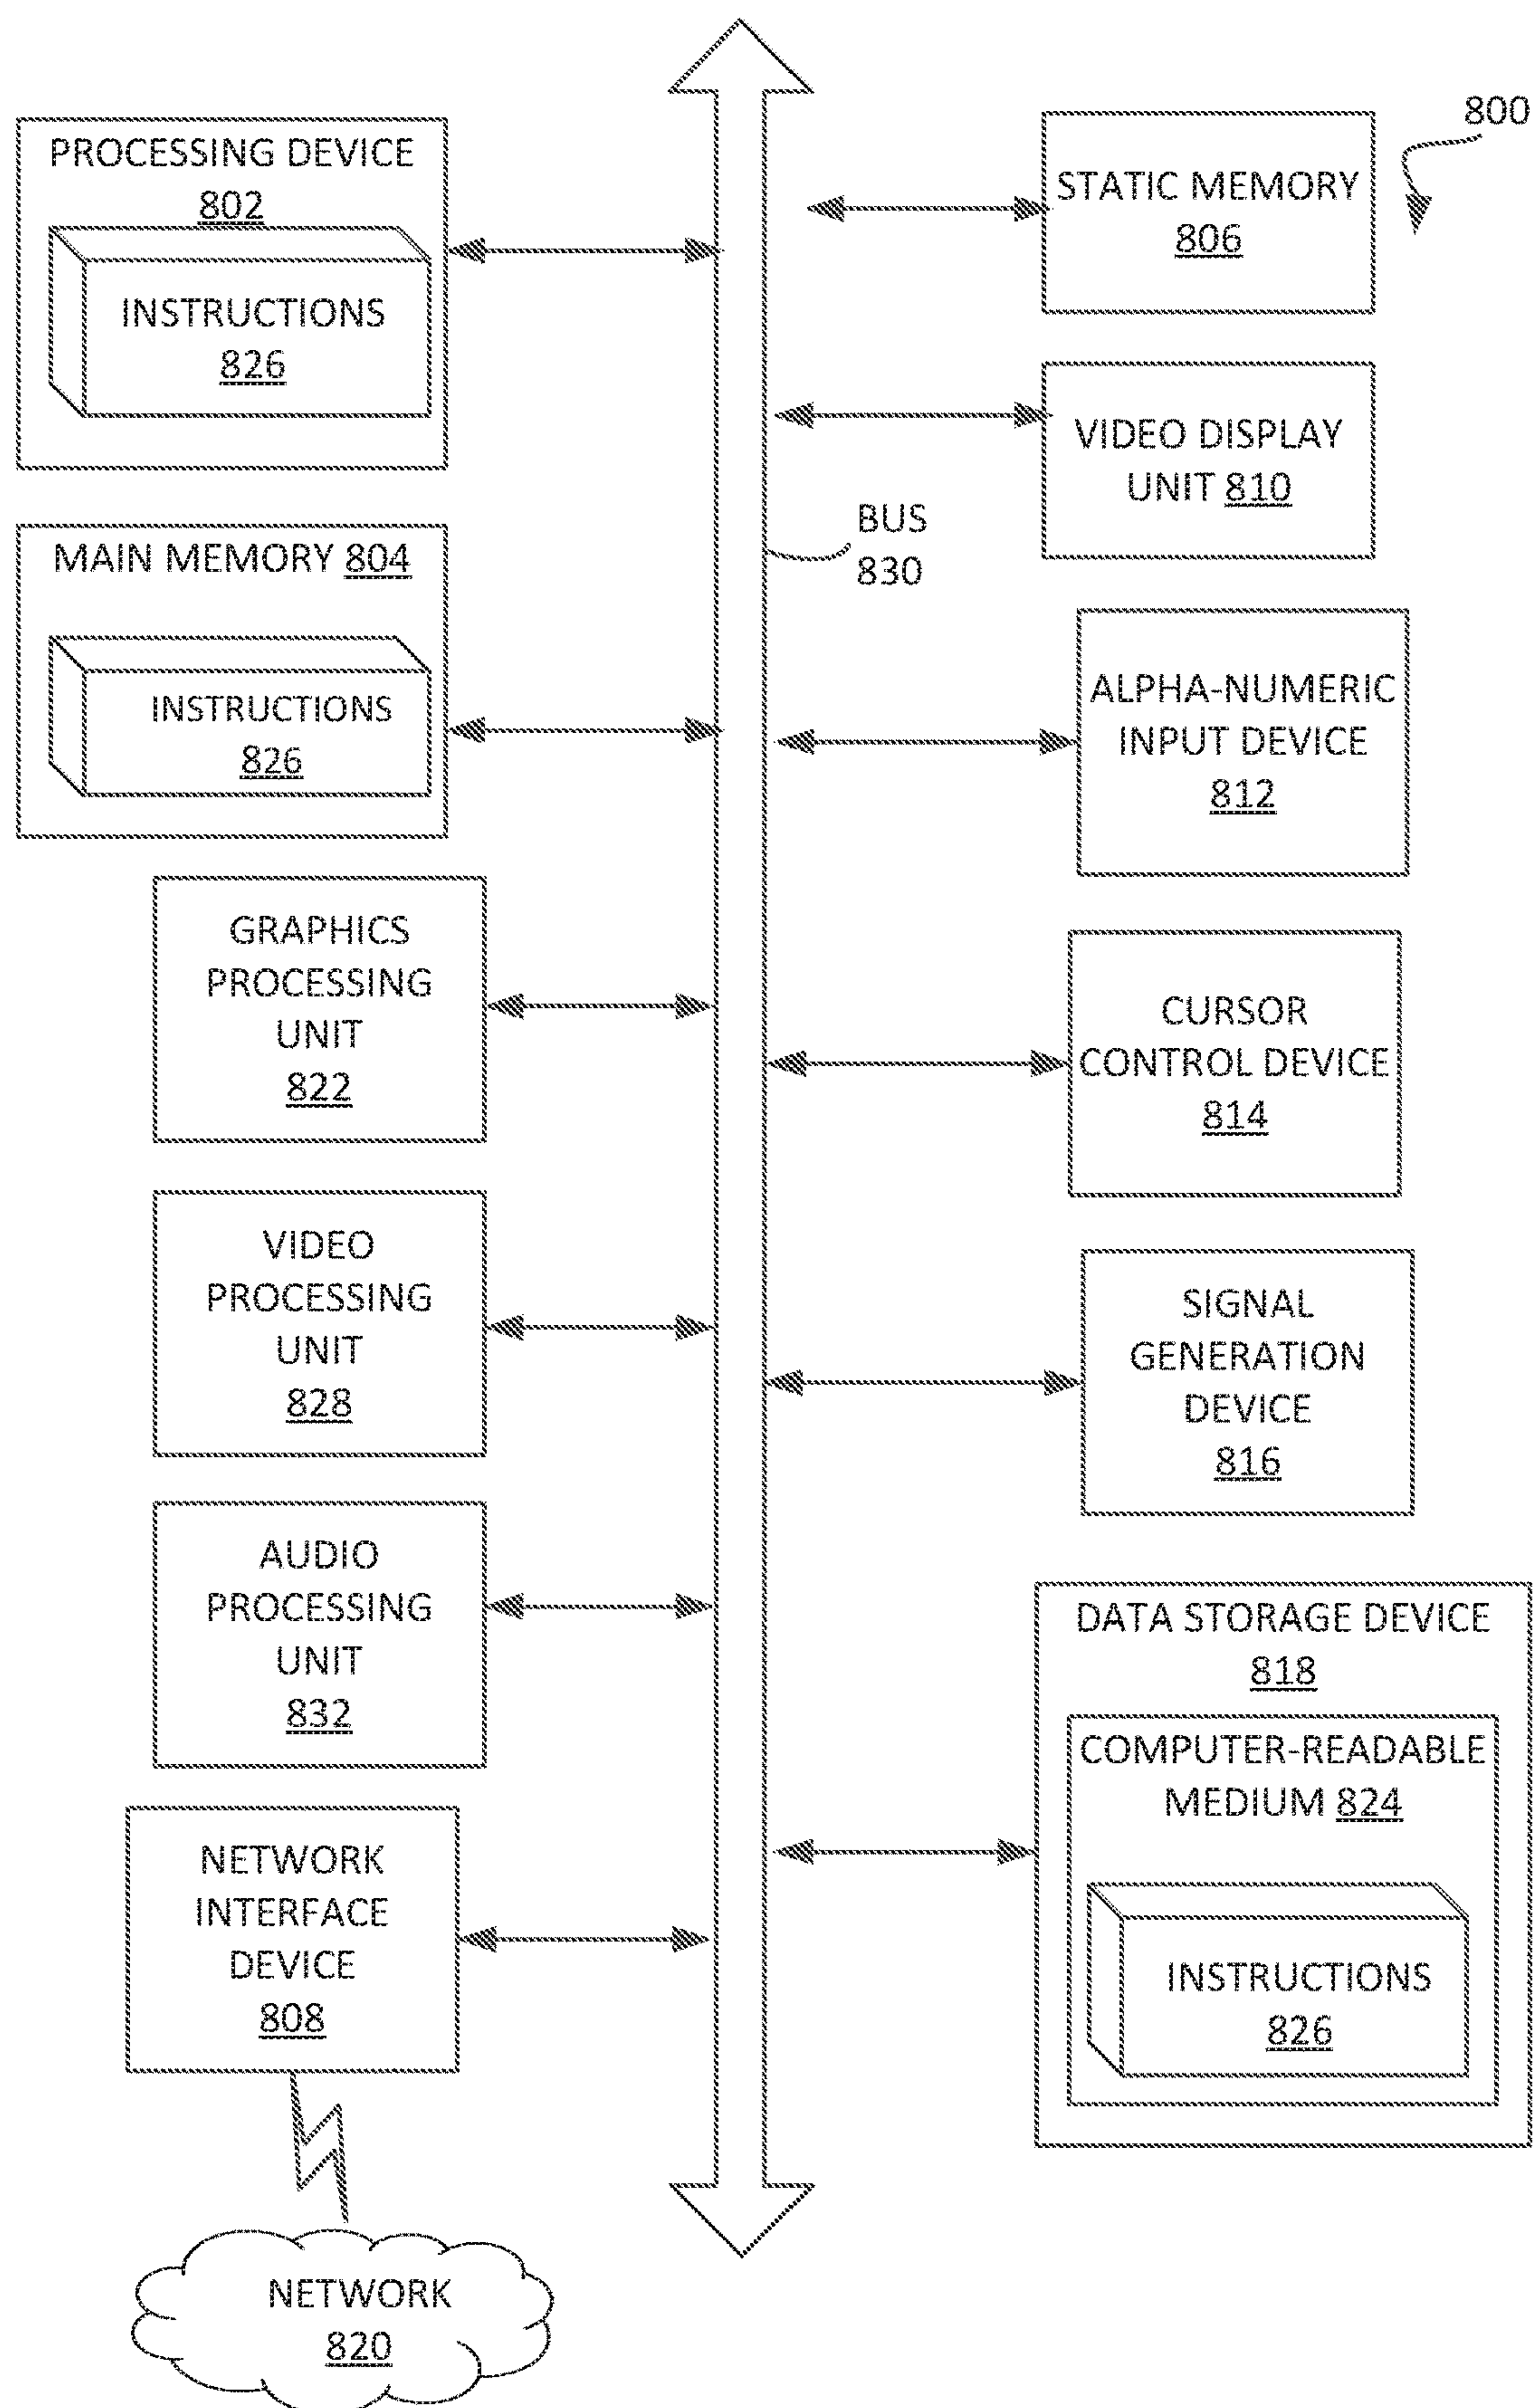 800
PROCESSING DEVICE
802
INSTRUCTIONS
826
MAIN MEMORY 804
INSTRUCTIONS
826
GRAPHICS
PROCESSING
UNIT
822
VIDEO
PROCESSING
UNIT
828
AUDIO
PROCESSING
UNIT
832
NETWORK
INTERFACE
DEVICE
808
NETWORK
820
BUS
830
STATIC MEMORY
806
VIDEO DISPLAY
UNIT 810
ALPHA-NUMERIC
INPUT DEVICE
812
CURSOR
CONTROL DEVICE
814
SIGNAL
GENERATION
DEVICE
816
DATA STORAGE DEVICE
818
COMPUTER-READABLE
MEDIUM 824
INSTRUCTIONS
826